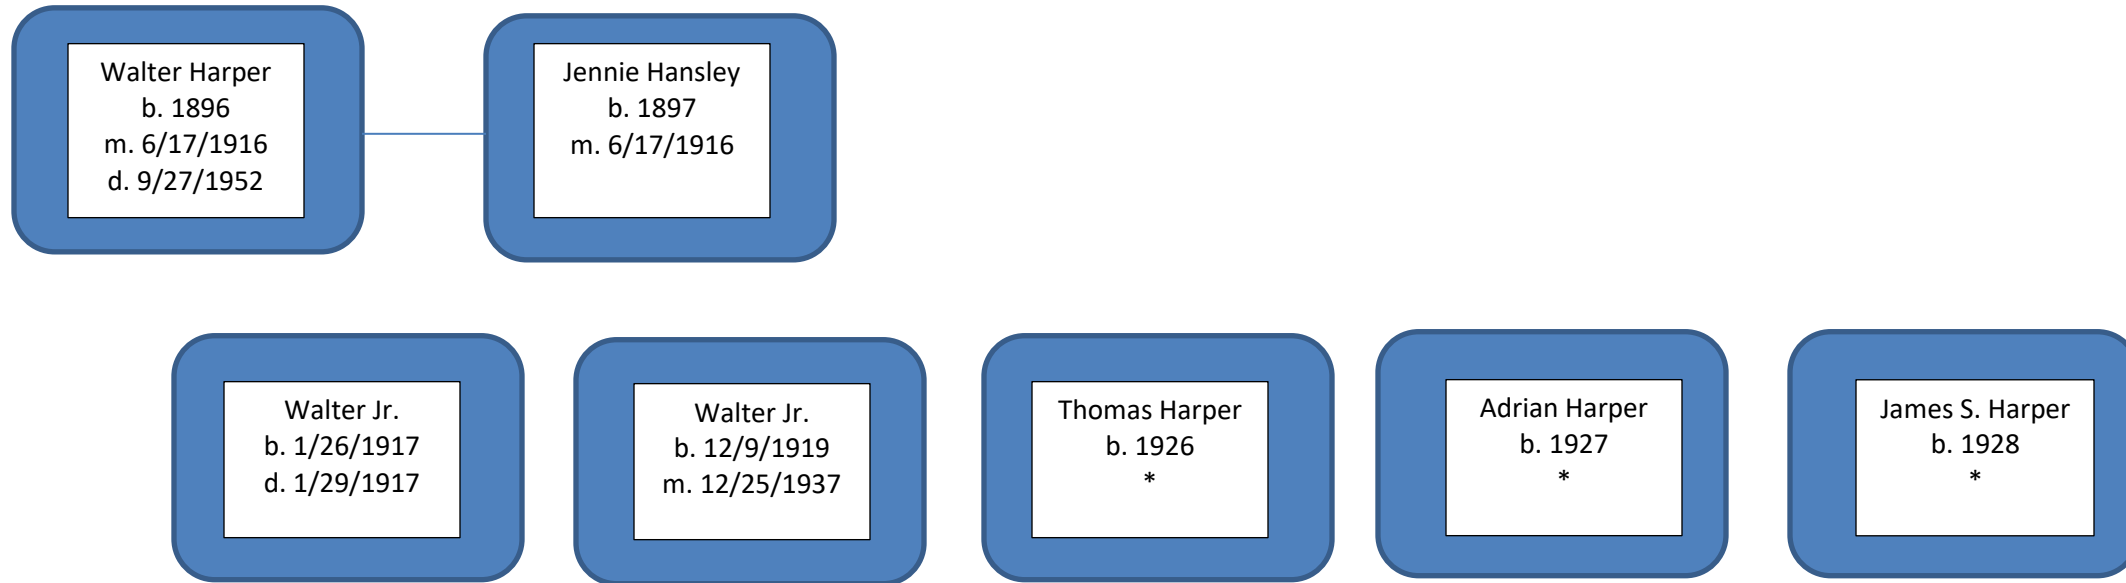 Walter Harper
b. 1896
m. 6/17/1916
d. 9/27/1952
Jennie Hansley
b. 1897
m. 6/17/1916
Walter Jr.
b. 1/26/1917
d. 1/29/1917
Walter Jr.
b. 12/9/1919
m. 12/25/1937
Thomas Harper
b. 1926
*
Adrian Harper
b. 1927
*
James S. Harper
b. 1928
*